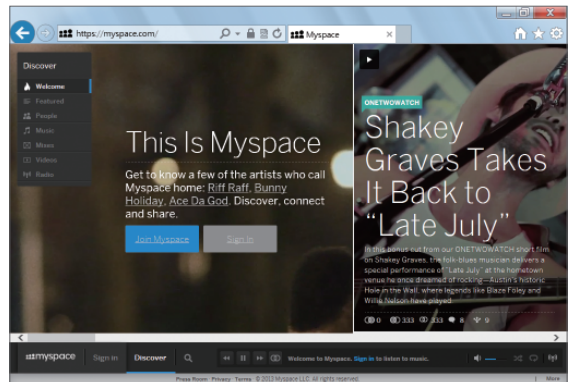 https://myspace.com/
Myspace
Discover
Welcome
Featured
People
Music
Mixes
Videos
Radio
This Is Myspace
Get to know a few of the artists who call
Myspace home: Riff Raff, Bunny
Holiday, Ace Da God. Discover, connect
and share.
Join Myspace
Sign In
ONETWOWATCH
Shakey
Graves Takes
It Back to
“Late July”
In this bonus cut from our ONETWOWATCH short film
on Shakey Graves, the folk-blues musician delivers a
special performance of "Late July" at the hometown
venue he once dreamed of rocking—Austin's historic
Hole in the Wall, where legends like Blaze Foley and
Willie Nelson have played.
0 333 333 8 9
myspace Sign in Discover Welcome to Myspace. Sign in to listen to music.
Press Room · Privacy · Terms · © 2013 Myspace LLC. All rights reserved. More